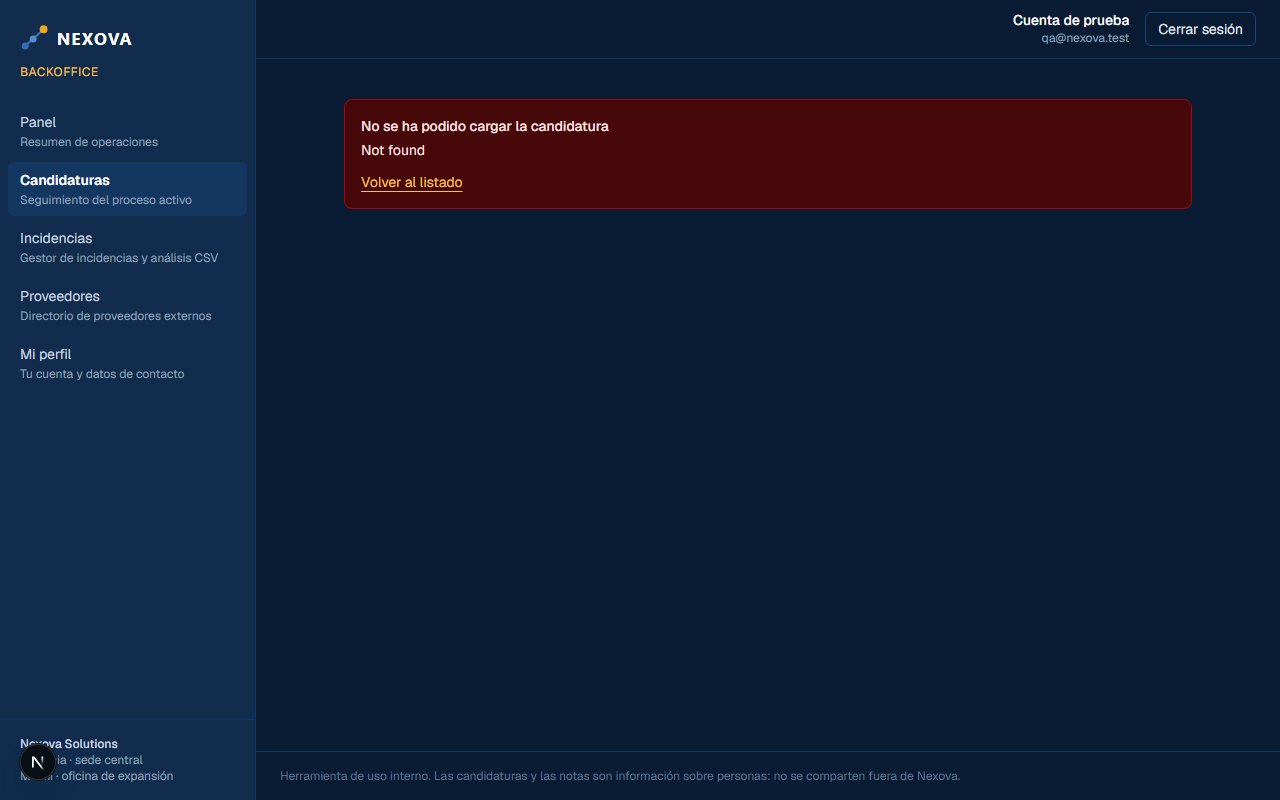 NEXOVA
BACKOFFICE
Panel
Resumen de operaciones
Candidaturas
Seguimiento del proceso activo
Incidencias
Gestor de incidencias y análisis CSV
Proveedores
Directorio de proveedores externos
Mi perfil
Tu cuenta y datos de contacto
Nexova Solutions
· sede central
· oficina de expansión
N
Cuenta de prueba
qa@nexova.test
Cerrar sesión
No se ha podido cargar la candidatura
Not found
Volver al listado
Herramienta de uso interno. Las candidaturas y las notas son información sobre personas: no se comparten fuera de Nexova.